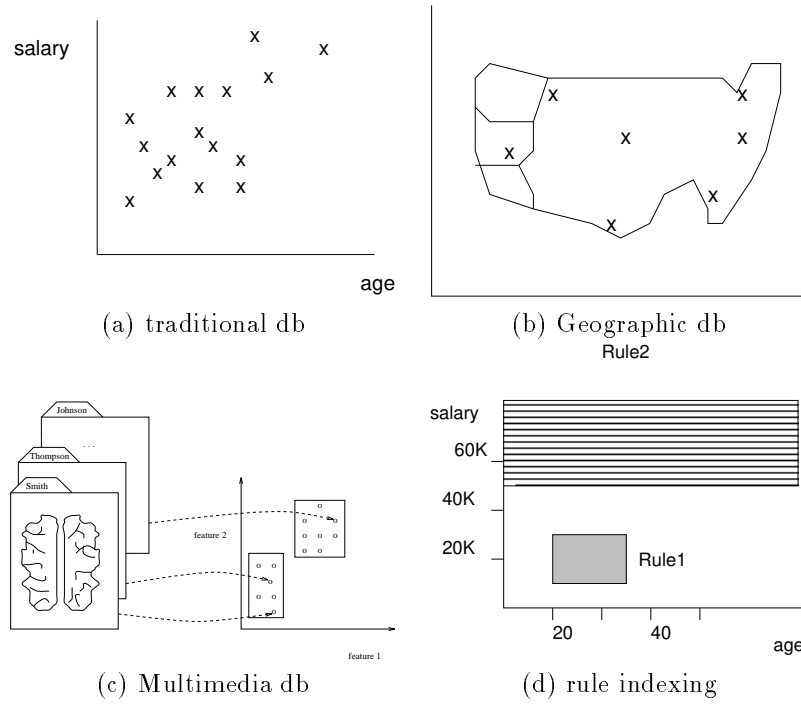 salary
x x
x
x x x
x
x
x x
x x
x
x x
x
age
(a) traditional db
x x
x x
x
x
x
(b) Geographic db
Rule2
Johnson
. . .
Thompson
Smith
feature 2
feature 1
(c) Multimedia db
salary
60K
40K
20K
Rule1
20 40
age
(d) rule indexing